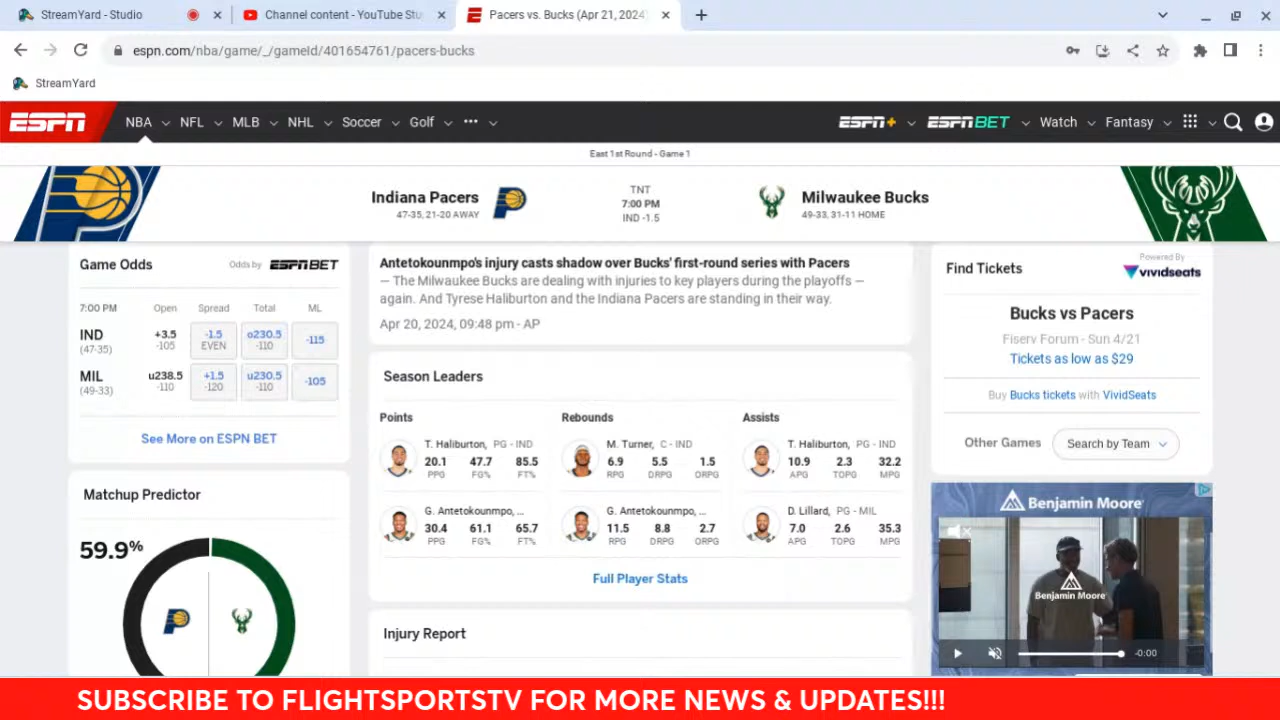 StreamYard - Studio
Channel content - YouTube Stu
Pacers vs. Bucks (Apr 21, 2024)
espn.com/nba/game/_/gameId/401654761/pacers-bucks
StreamYard
ESPN NBA NFL MLB NHL Soccer Golf ••• ESPN+ ESPN BET Watch Fantasy
East 1st Round - Game 1
Indiana Pacers
47-35, 21-20 AWAY
TNT
7:00 PM
IND -1.5
Milwaukee Bucks
49-33, 31-11 HOME
Game Odds Odds by ESPN BET
7:00 PM Open Spread Total ML
IND +3.5 -1.5 o230.5 -115
(47-35) -105 EVEN -110
MIL u238.5 +1.5 u230.5 -105
(49-33) -110 -120 -110
See More on ESPN BET
Matchup Predictor
59.9%
Antetokounmpo's injury casts shadow over Bucks' first-round series with Pacers
— The Milwaukee Bucks are dealing with injuries to key players during the playoffs —
again. And Tyrese Haliburton and the Indiana Pacers are standing in their way.
Apr 20, 2024, 09:48 pm - AP
Season Leaders
Points Rebounds Assists
T. Haliburton, PG - IND M. Turner, C - IND T. Haliburton, PG - IND
20.1 47.7 85.5 6.9 5.5 1.5 10.9 2.3 32.2
PPG FG% FT% RPG DRPG ORPG APG TOPG MPG
G. Antetokounmpo, ... G. Antetokounmpo, ... D. Lillard, PG - MIL
30.4 61.1 65.7 11.5 8.8 2.7 7.0 2.6 35.3
PPG FG% FT% RPG DRPG ORPG APG TOPG MPG
Full Player Stats
Injury Report
Find Tickets Powered By
vividseats
Bucks vs Pacers
Fiserv Forum - Sun 4/21
Tickets as low as $29
Buy Bucks tickets with VividSeats
Other Games Search by Team
Benjamin Moore
Benjamin Moore
-0:00
SUBSCRIBE TO FLIGHTSPORTSTV FOR MORE NEWS & UPDATES!!!